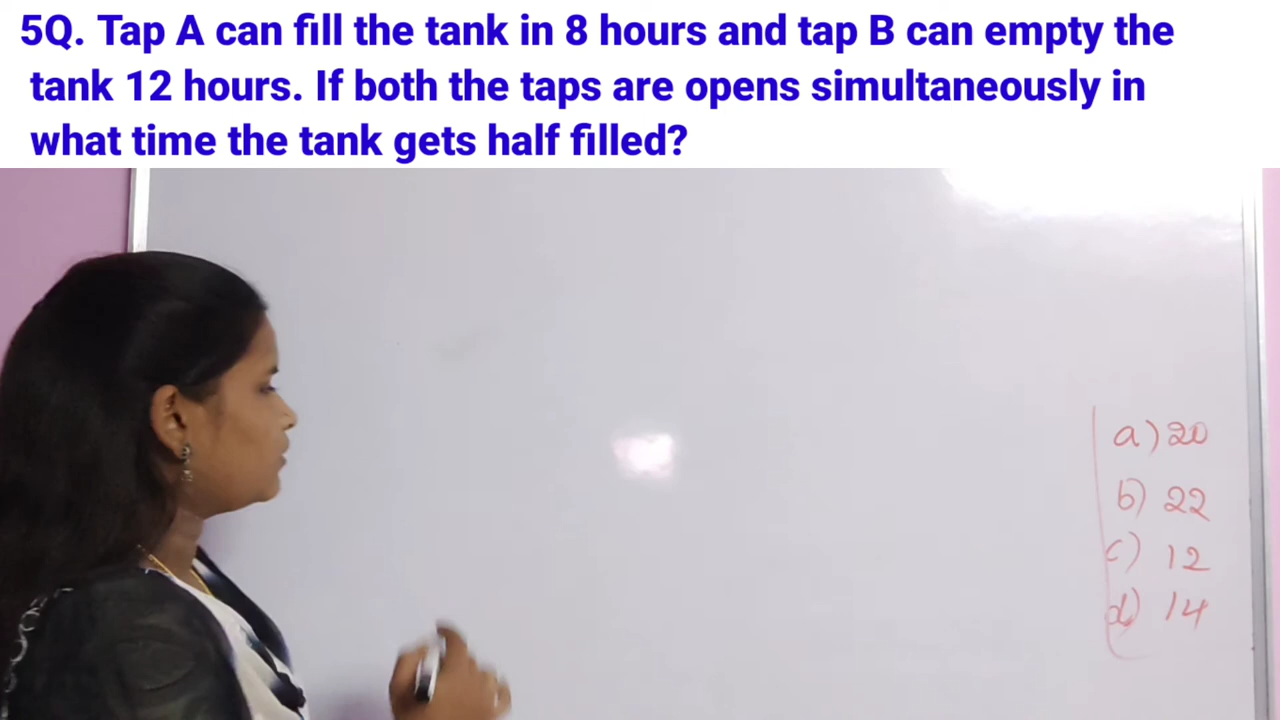 5Q. Tap A can fill the tank in 8 hours and tap B can empty the
tank 12 hours. If both the taps are opens simultaneously in
what time the tank gets half filled?
a) 20
b) 22
c) 12
d) 14